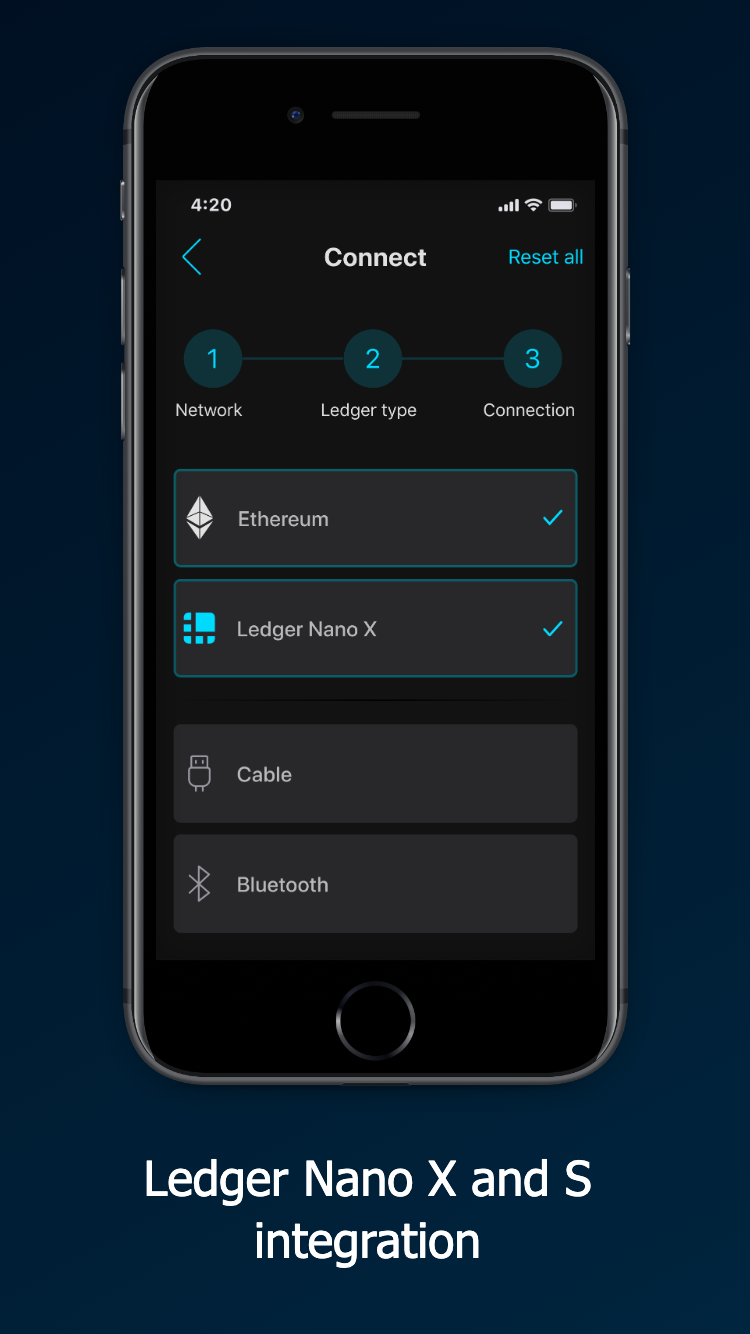 4:20
Connect
Reset all
1
2
3
Network
Ledger type
Connection
Ethereum
Ledger Nano X
Cable
Bluetooth
Ledger Nano X and S
integration